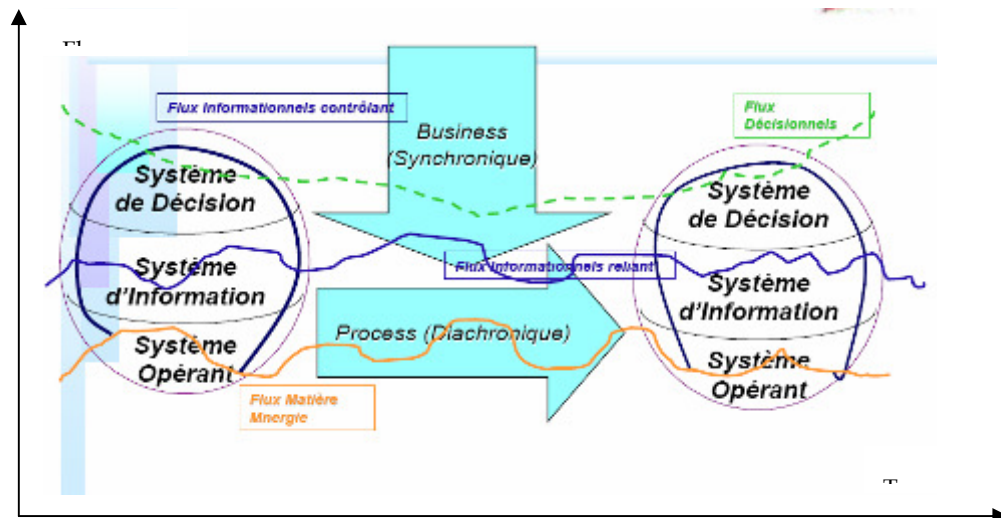 Flux Informationnels contrôlant
Flux
Décisionnels
Business
(Synchronique)
Système
de Décision
Système
de Décision
Flux Informationnels reliant
Système
d'Information
Système
d'Information
Process (Diachronique)
Système
Opérant
Système
Opérant
Flux Matière
Mnergie